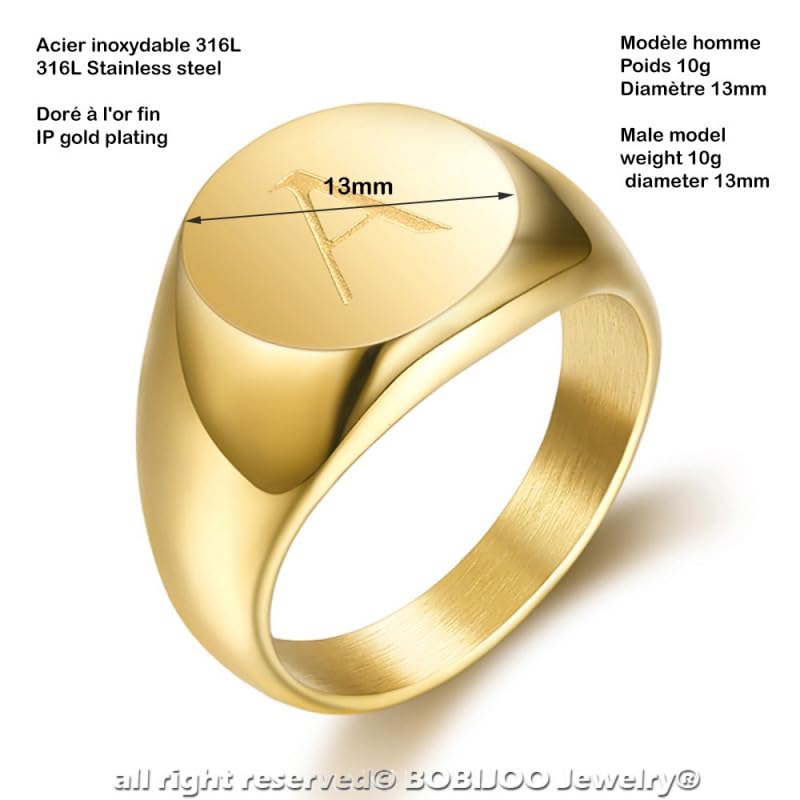 Acier inoxydable 316L
316L Stainless steel
Doré à l'or fin
IP gold plating
Modèle homme
Poids 10g
Diamètre 13mm
Male model
weight 10g
diameter 13mm
13mm
A
all right reserved© BOBIJOO Jewelry®